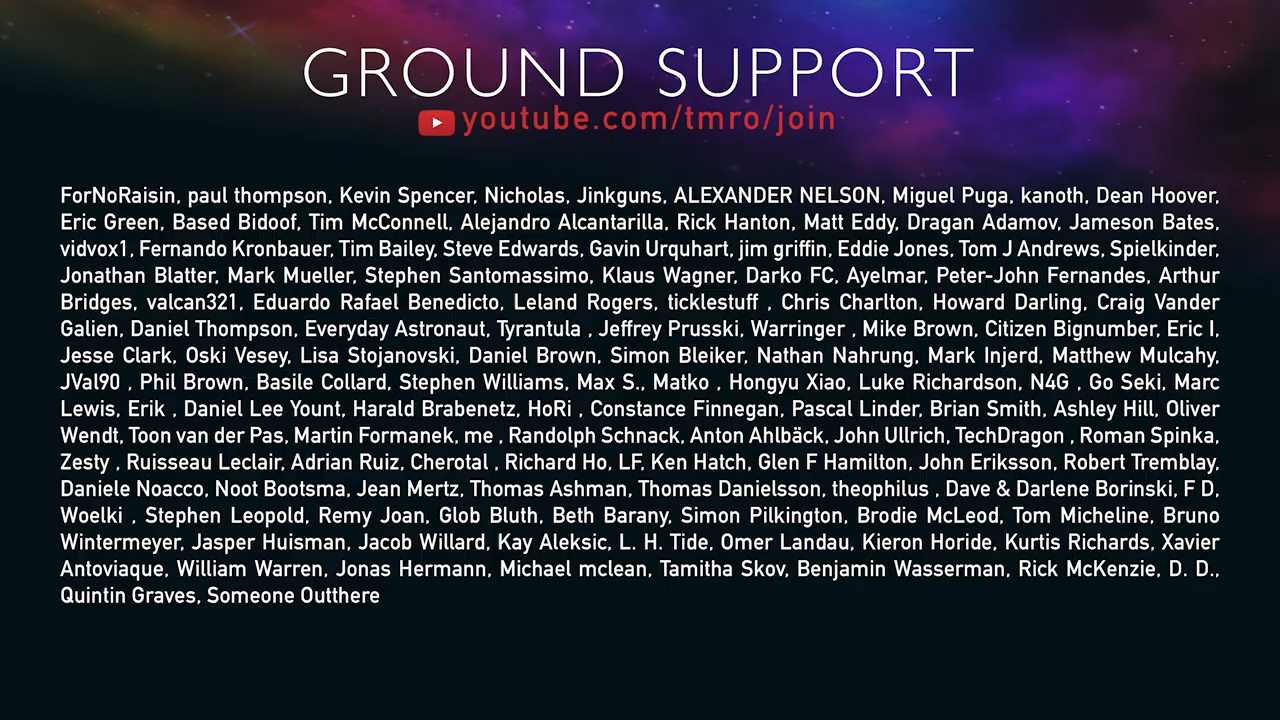 GROUND SUPPORT
youtube.com/tmro/join
ForNoRaisin, paul thompson, Kevin Spencer, Nicholas, Jinkguns, ALEXANDER NELSON, Miguel Puga, kanoth, Dean Hoover,
Eric Green, Based Bidoof, Tim McConnell, Alejandro Alcantarilla, Rick Hanton, Matt Eddy, Dragan Adamov, Jameson Bates,
vidvox1, Fernando Kronbauer, Tim Bailey, Steve Edwards, Gavin Urquhart, jim griffin, Eddie Jones, Tom J Andrews, Spielkinder,
Jonathan Blatter, Mark Mueller, Stephen Santomassimo, Klaus Wagner, Darko FC, Ayelmar, Peter-John Fernandes, Arthur
Bridges, valcan321, Eduardo Rafael Benedicto, Leland Rogers, ticklestuff , Chris Charlton, Howard Darling, Craig Vander
Galien, Daniel Thompson, Everyday Astronaut, Tyrantula , Jeffrey Prusski, Warringer , Mike Brown, Citizen Bignumber, Eric I,
Jesse Clark, Oski Vesey, Lisa Stojanovski, Daniel Brown, Simon Bleiker, Nathan Nahrung, Mark Injerd, Matthew Mulcahy,
JVal90 , Phil Brown, Basile Collard, Stephen Williams, Max S., Matko , Hongyu Xiao, Luke Richardson, N4G , Go Seki, Marc
Lewis, Erik , Daniel Lee Yount, Harald Brabenetz, HoRi , Constance Finnegan, Pascal Linder, Brian Smith, Ashley Hill, Oliver
Wendt, Toon van der Pas, Martin Formanek, me , Randolph Schnack, Anton Ahlbäck, John Ullrich, TechDragon , Roman Spinka,
Zesty , Ruisseau Leclair, Adrian Ruiz, Cherotal , Richard Ho, LF, Ken Hatch, Glen F Hamilton, John Eriksson, Robert Tremblay,
Daniele Noacco, Noot Bootsma, Jean Mertz, Thomas Ashman, Thomas Danielsson, theophilus , Dave & Darlene Borinski, F D,
Woelki , Stephen Leopold, Remy Joan, Glob Bluth, Beth Barany, Simon Pilkington, Brodie McLeod, Tom Micheline, Bruno
Wintermeyer, Jasper Huisman, Jacob Willard, Kay Aleksic, L. H. Tide, Omer Landau, Kieron Horide, Kurtis Richards, Xavier
Antoviaque, William Warren, Jonas Hermann, Michael mclean, Tamitha Skov, Benjamin Wasserman, Rick McKenzie, D. D.,
Quintin Graves, Someone Outthere